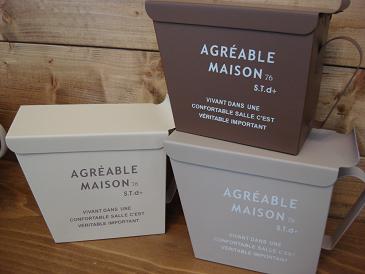 AGRÉABLE
MAISON 76
S.T.d+
VIVANT DANS UNE
CONFORTABLE SALLE C'EST
VÉRITABLE IMPORTANT
AGRÉABLE
MAISON 76
S.T.d+
VIVANT DANS UNE
CONFORTABLE SALLE C'EST
VÉRITABLE IMPORTANT
AGRÉABLE
MAISON 76
S.T.d+
VIVANT DANS UNE
CONFORTABLE SALLE C'EST
VÉRITABLE IMPORTANT